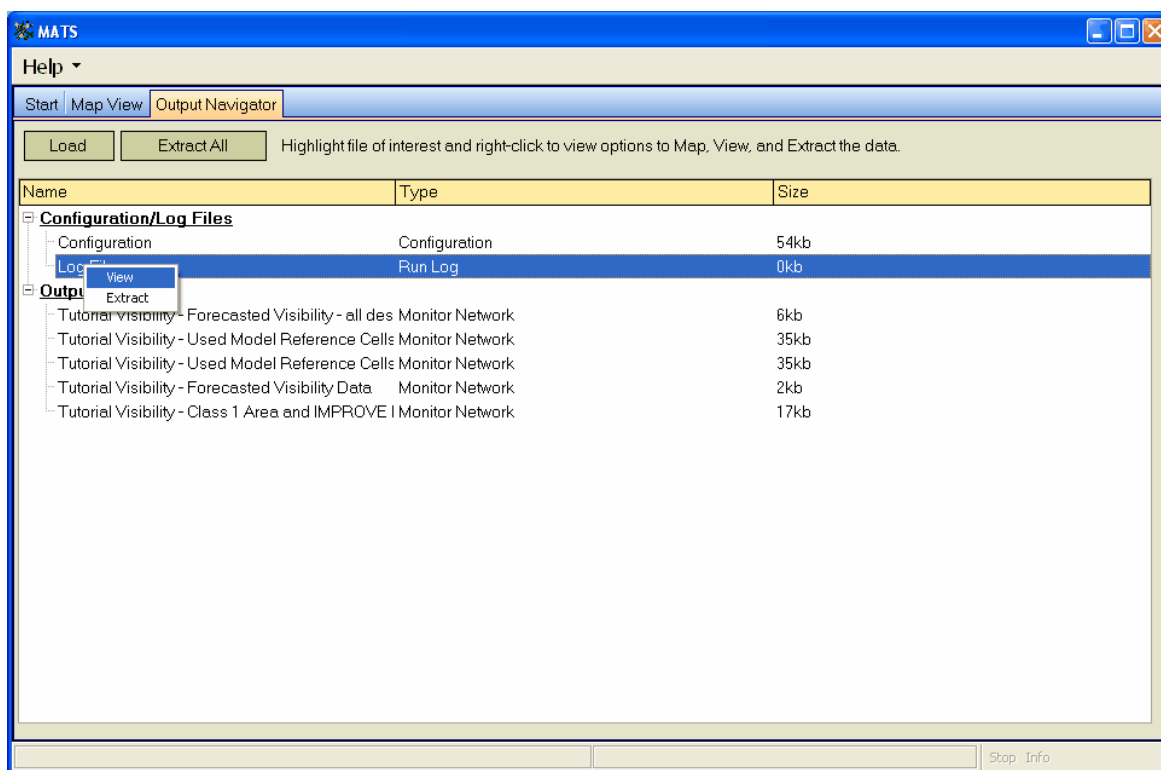 MATS
Help
Start Map View Output Navigator
Load Extract All Highlight file of interest and right-click to view options to Map, View, and Extract the data.
Name Type Size
Configuration/Log Files
Configuration Configuration 54kb
Log Run Log 0kb
View
Outpu
Extract
Tutorial Visibility - Forecasted Visibility - all des Monitor Network 6kb
Tutorial Visibility - Used Model Reference Cells Monitor Network 35kb
Tutorial Visibility - Used Model Reference Cells Monitor Network 35kb
Tutorial Visibility - Forecasted Visibility Data Monitor Network 2kb
Tutorial Visibility - Class 1 Area and IMPROVE Monitor Network 17kb
Stop Info